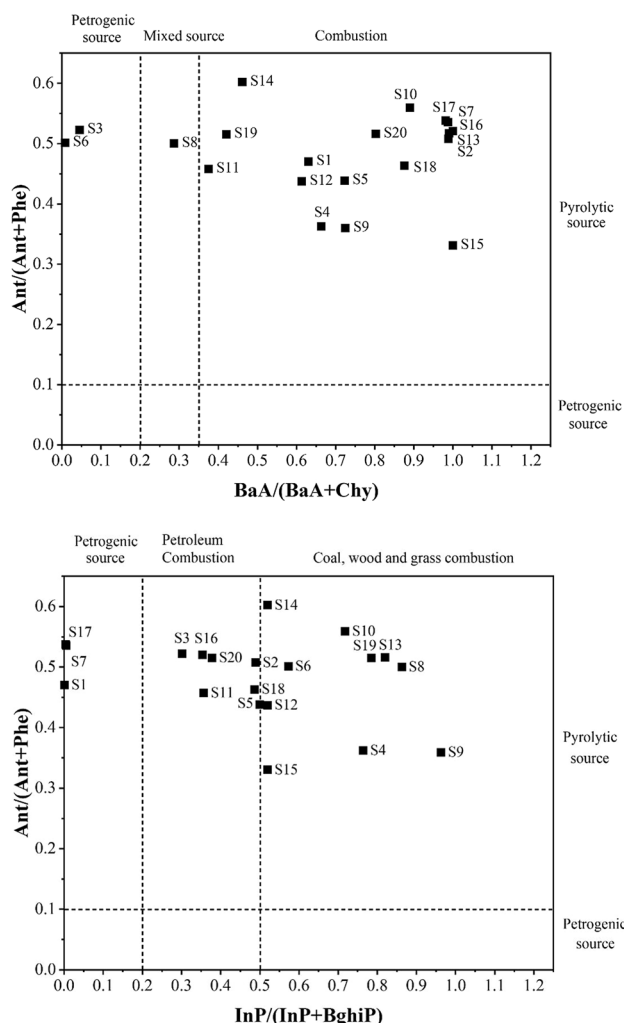 Petrogenic
source
Mixed source
Combustion
0.6
0.5
0.4
0.3
0.2
0.1
0.0
Ant/(Ant+Phe)
S14
S10
S17
S7
S16
S13
S2
S3
S6
S8
S19
S20
S11
S1
S12
S5
S18
S4
S9
S15
Pyrolytic
source
Petrogenic
source
0.0 0.1 0.2 0.3 0.4 0.5 0.6 0.7 0.8 0.9 1.0 1.1 1.2
BaA/(BaA+Chy)
Petrogenic
source
Petroleum
Combustion
Coal, wood and grass combustion
0.6
0.5
0.4
0.3
0.2
0.1
0.0
Ant/(Ant+Phe)
S14
S17
S7
S1
S3 S16
S20
S2
S6
S10
S19 S13
S8
S11
S18
S5
S12
S15
S4
S9
Pyrolytic
source
Petrogenic
source
0.0 0.1 0.2 0.3 0.4 0.5 0.6 0.7 0.8 0.9 1.0 1.1 1.2
InP/(InP+BghiP)